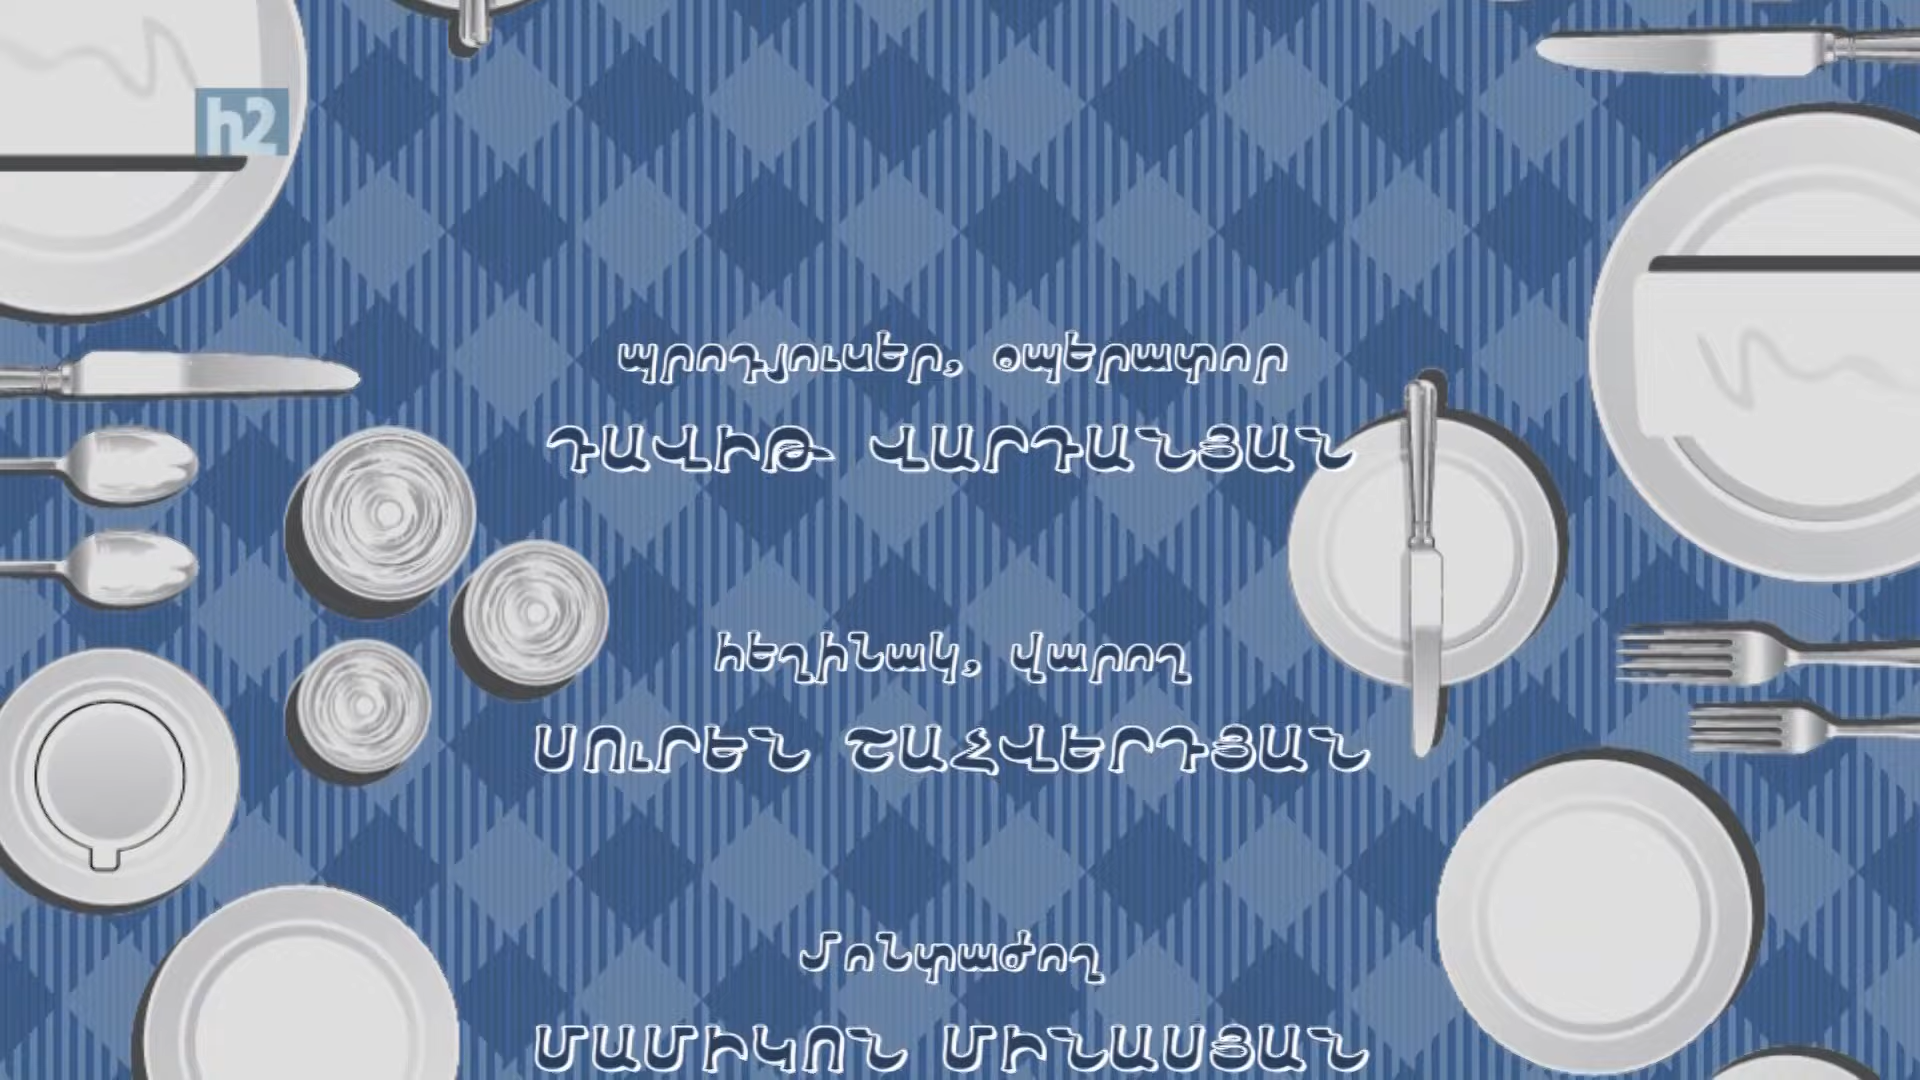 h2
պրոդյուսեր, օպերատոր
ԴԱՎԻԹ ՎԱՐԴԱՆՅԱՆ
հեղինակ, վարող
ՍՈւՐԵՆ ՇԱՀՎԵՐԴՅԱՆ
մոնտաժող
ՄԱՄԻԿՈՆ ՄԻՆԱՍՅԱՆ